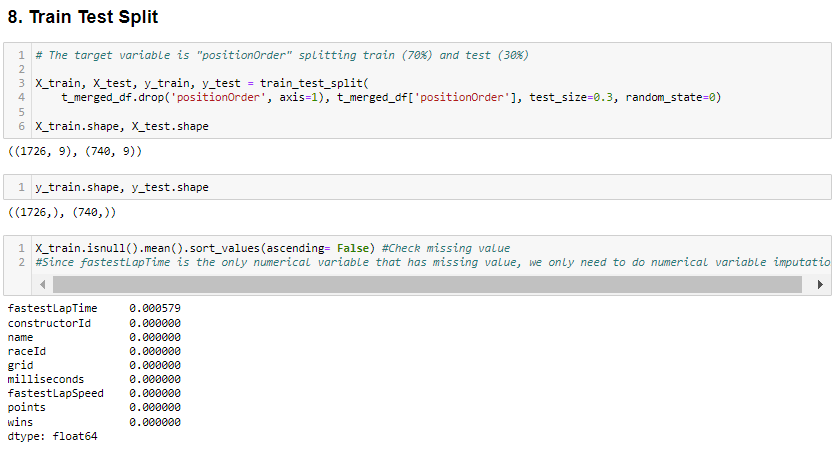 8. Train Test Split
1 # The target variable is "positionOrder" splitting train (70%) and test (30%)
2
3 X_train, X_test, y_train, y_test = train_test_split(
4 t_merged_df.drop('positionOrder', axis=1), t_merged_df['positionOrder'], test_size=0.3, random_state=0)
5
6 X_train.shape, X_test.shape
((1726, 9), (740, 9))
1 y_train.shape, y_test.shape
((1726,), (740,))
1 X_train.isnull().mean().sort_values(ascending= False) #Check missing value
2 #Since fastestLapTime is the only numerical variable that has missing value, we only need to do numerical variable imputatio
fastestLapTime 0.000579
constructorId 0.000000
name 0.000000
raceId 0.000000
grid 0.000000
milliseconds 0.000000
fastestLapSpeed 0.000000
points 0.000000
wins 0.000000
dtype: float64